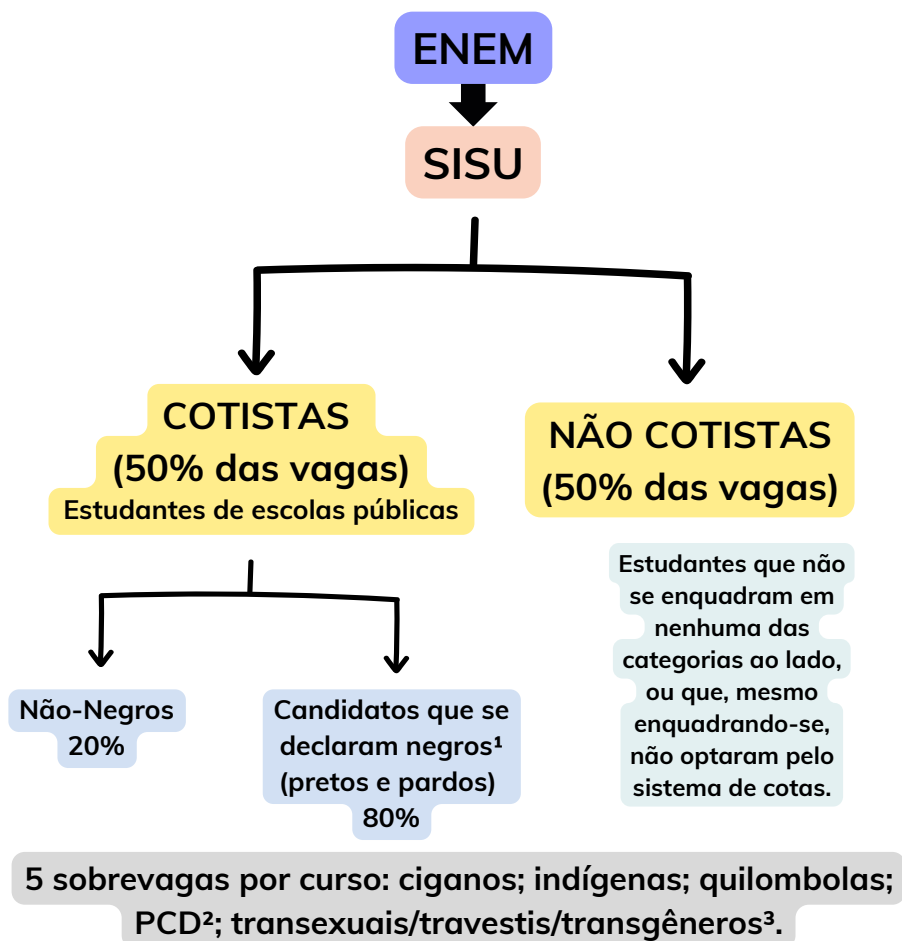 ENEM
SISU
COTISTAS
(50% das vagas)
Estudantes de escolas públicas
NÃO COTISTAS
(50% das vagas)
Estudantes que não
se enquadram em
nenhuma das
categorias ao lado,
ou que, mesmo
enquadrando-se,
não optaram pelo
sistema de cotas.
Não-Negros
20%
Candidatos que se
declaram negros¹
(pretos e pardos)
80%
5 sobrevagas por curso: ciganos; indígenas; quilombolas;
PCD²; transexuais/travestis/transgêneros³.